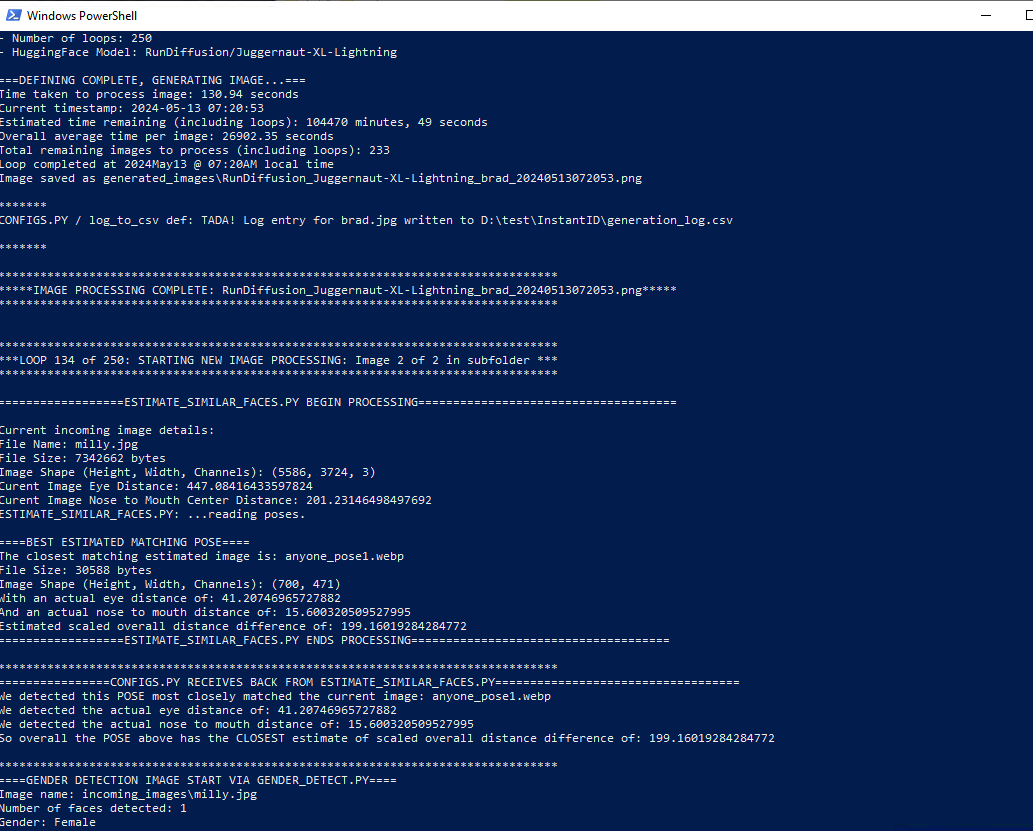 Windows PowerShell
- Number of loops: 250
- HuggingFace Model: RunDiffusion/Juggernaut-XL-Lightning
===DEFINING COMPLETE, GENERATING IMAGE...===
Time taken to process image: 130.94 seconds
Current timestamp: 2024-05-13 07:20:53
Estimated time remaining (including loops): 104470 minutes, 49 seconds
Overall average time per image: 26902.35 seconds
Total remaining images to process (including loops): 233
Loop completed at 2024May13 @ 07:20AM local time
Image saved as generated_images\RunDiffusion_Juggernaut-XL-Lightning_brad_20240513072053.png
*******
CONFIGS.PY / log_to_csv def: TADA! Log entry for brad.jpg written to D:\test\InstantID\generation_log.csv
*******
********************************************************************************
*****IMAGE PROCESSING COMPLETE: RunDiffusion_Juggernaut-XL-Lightning_brad_20240513072053.png*****
********************************************************************************
********************************************************************************
***LOOP 134 of 250: STARTING NEW IMAGE PROCESSING: Image 2 of 2 in subfolder ***
********************************************************************************
==================ESTIMATE_SIMILAR_FACES.PY BEGIN PROCESSING=====================================
Current incoming image details:
File Name: milly.jpg
File Size: 7342662 bytes
Image Shape (Height, Width, Channels): (5586, 3724, 3)
Curent Image Eye Distance: 447.08416433597824
Curent Image Nose to Mouth Center Distance: 201.23146498497692
ESTIMATE_SIMILAR_FACES.PY: ...reading poses.
====BEST ESTIMATED MATCHING POSE====
The closest matching estimated image is: anyone_pose1.webp
File Size: 30588 bytes
Image Shape (Height, Width, Channels): (700, 471)
With an actual eye distance of: 41.20746965727882
And an actual nose to mouth distance of: 15.600320509527995
Estimated scaled overall distance difference of: 199.16019284284772
==================ESTIMATE_SIMILAR_FACES.PY ENDS PROCESSING=====================================
********************************************************************************
================CONFIGS.PY RECEIVES BACK FROM ESTIMATE_SIMILAR_FACES.PY===================================
We detected this POSE most closely matched the current image: anyone_pose1.webp
We detected the actual eye distance of: 41.20746965727882
We detected the actual nose to mouth distance of: 15.600320509527995
So overall the POSE above has the CLOSEST estimate of scaled overall distance difference of: 199.16019284284772
********************************************************************************
====GENDER DETECTION IMAGE START VIA GENDER_DETECT.PY====
Image name: incoming_images\milly.jpg
Number of faces detected: 1
Gender: Female